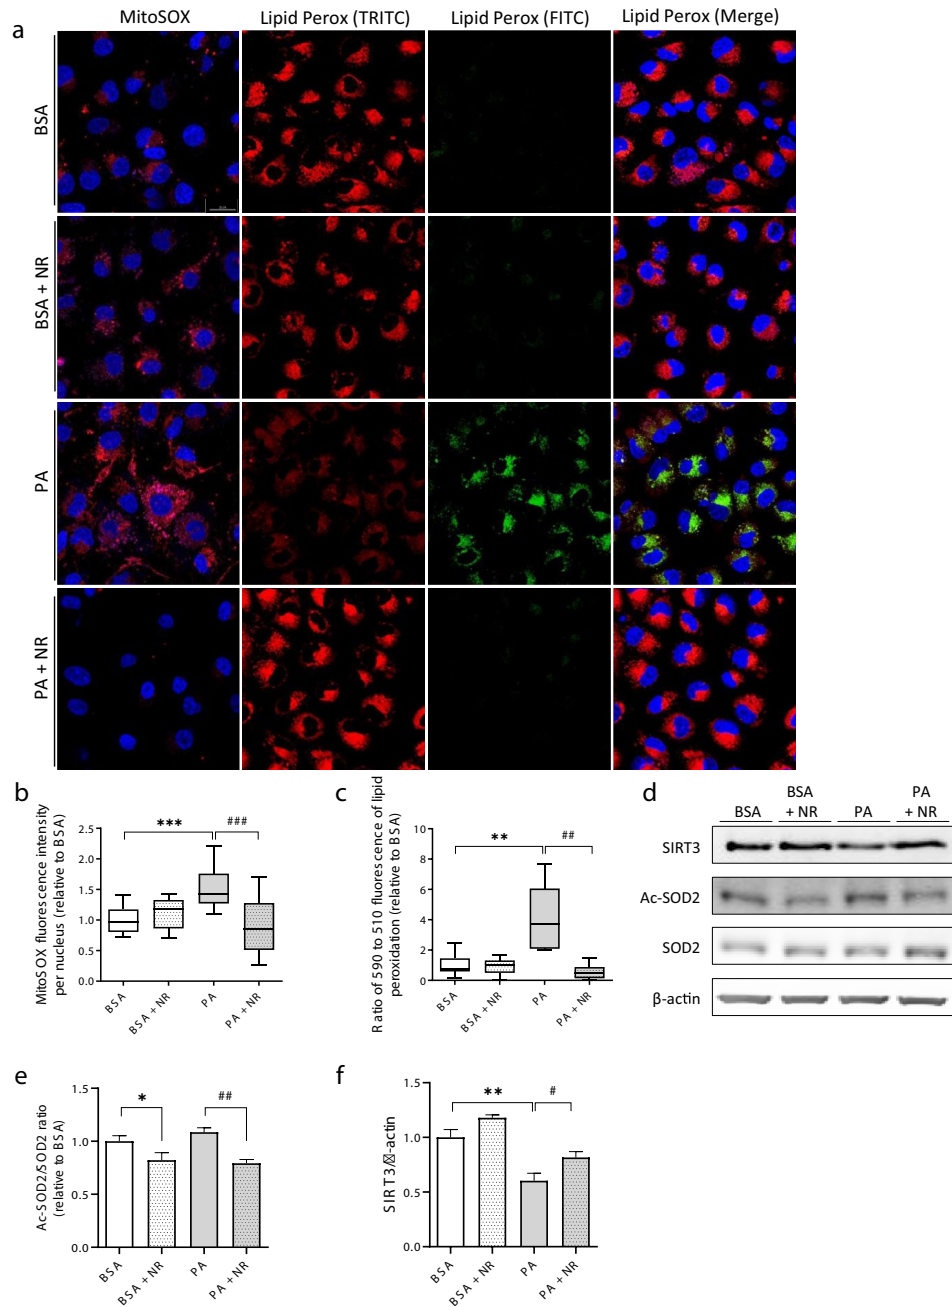 a
MitoSOX
Lipid Perox (TRITC)
Lipid Perox (FITC)
Lipid Perox (Merge)
BSA
BSA + NR
PA
PA + NR
b
MitoSOX fluorescence intensity
per nucleus (relative to BSA)
2.5
2.0
1.5
1.0
0.5
0.0
***
###
BSA
BSA + NR
PA
PA + NR
c
Ratio of 590 to 510 fluorescence of lipid
peroxidation (relative to BSA)
10
8
6
4
2
0
**
##
BSA
BSA + NR
PA
PA + NR
d
BSA
BSA
+ NR
PA
PA
+ NR
SIRT3
Ac-SOD2
SOD2
β-actin
e
Ac-SOD2/SOD2 ratio
(relative to BSA)
1.5
1.0
0.5
0.0
*
##
BSA
BSA + NR
PA
PA + NR
f
SIRT3/☒-actin
1.5
1.0
0.5
0.0
**
#
BSA
BSA + NR
PA
PA + NR